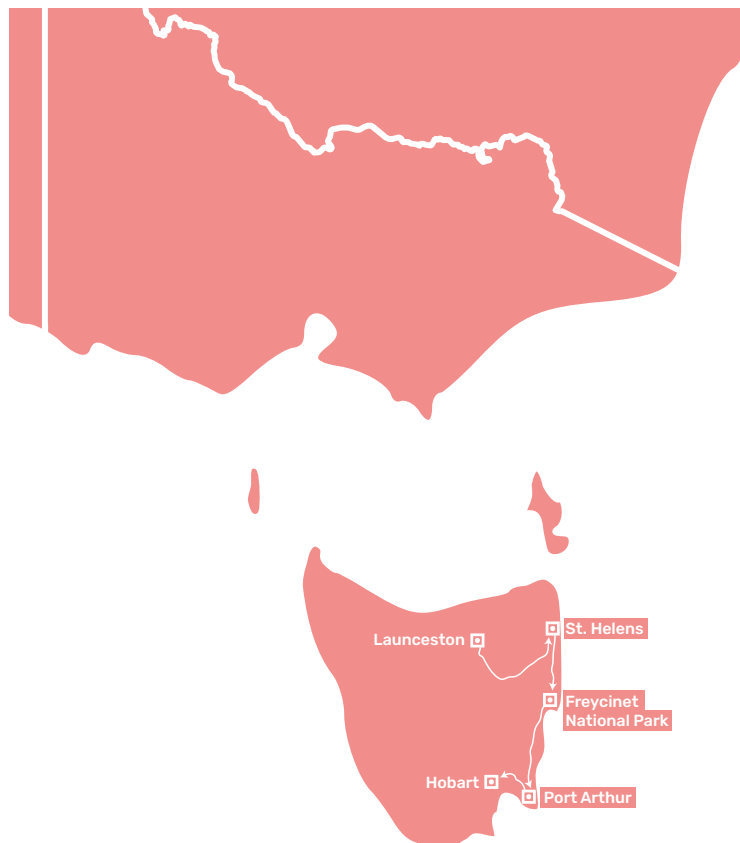 St. Helens
Launceston
Freycinet
National Park
Hobart
Port Arthur